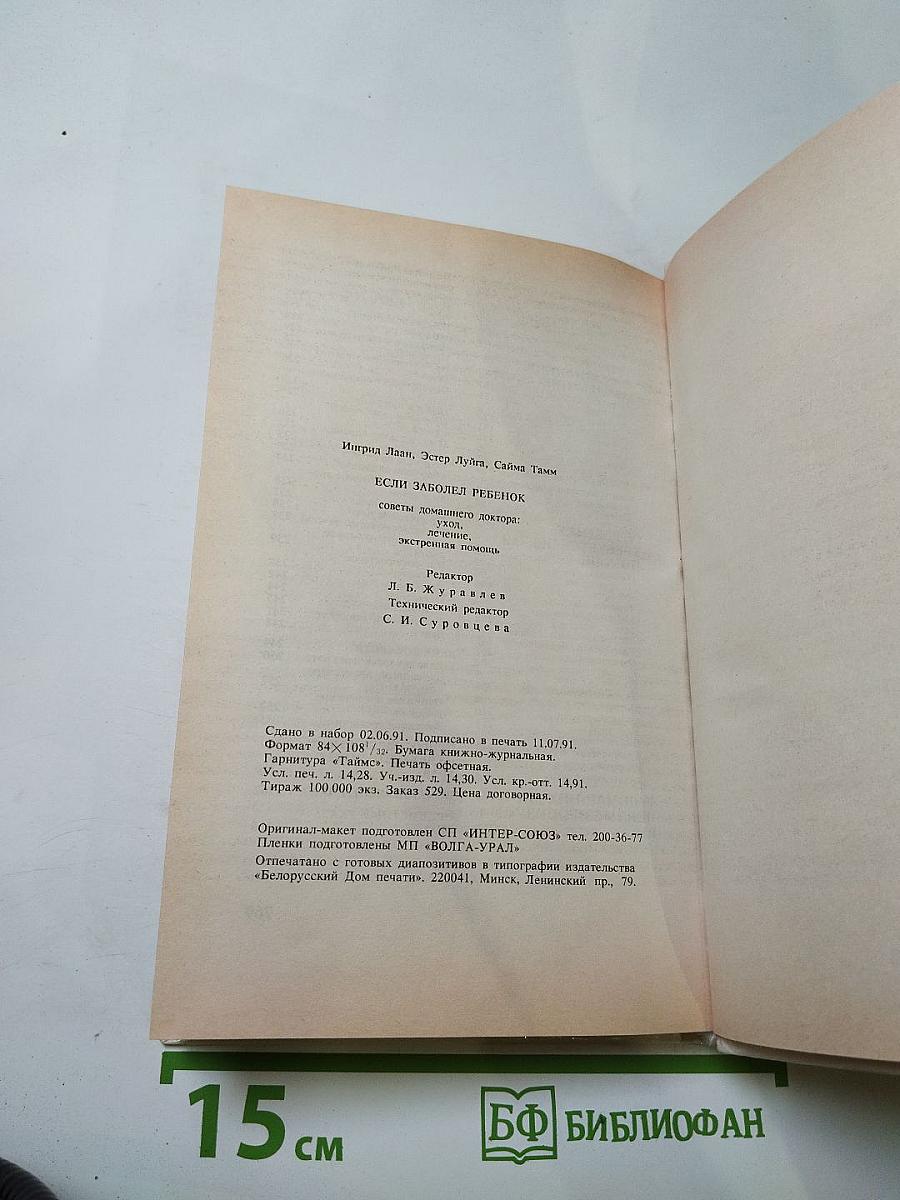 Ингрид Лаан, Эстер Луйга, Сайма Тамм
ЕСЛИ ЗАБОЛЕЛ РЕБЕНОК
советы домашнего доктора:
уход,
лечение,
экстренная помощь
Редактор
Л. Б. Журавлев
Технический редактор
С. И. Суровцева
Сдано в набор 02.06.91. Подписано в печать 11.07.91.
Формат 84×108¹/₃₂. Бумага книжно-журнальная.
Гарнитура «Таймс». Печать офсетная.
Усл. печ. л. 14,28. Уч.-изд. л. 14,30. Усл. кр.-отт. 14,91.
Тираж 100 000 экз. Заказ 529. Цена договорная.
Оригинал-макет подготовлен СП «ИНТЕР-СОЮЗ» тел. 200-36-77
Пленки подготовлены МП «ВОЛГА-УРАЛ»
Отпечатано с готовых диапозитивов в типографии издательства
«Белорусский Дом печати». 220041, Минск, Ленинский пр., 79.
15 см
БФ БИБЛИОФАН